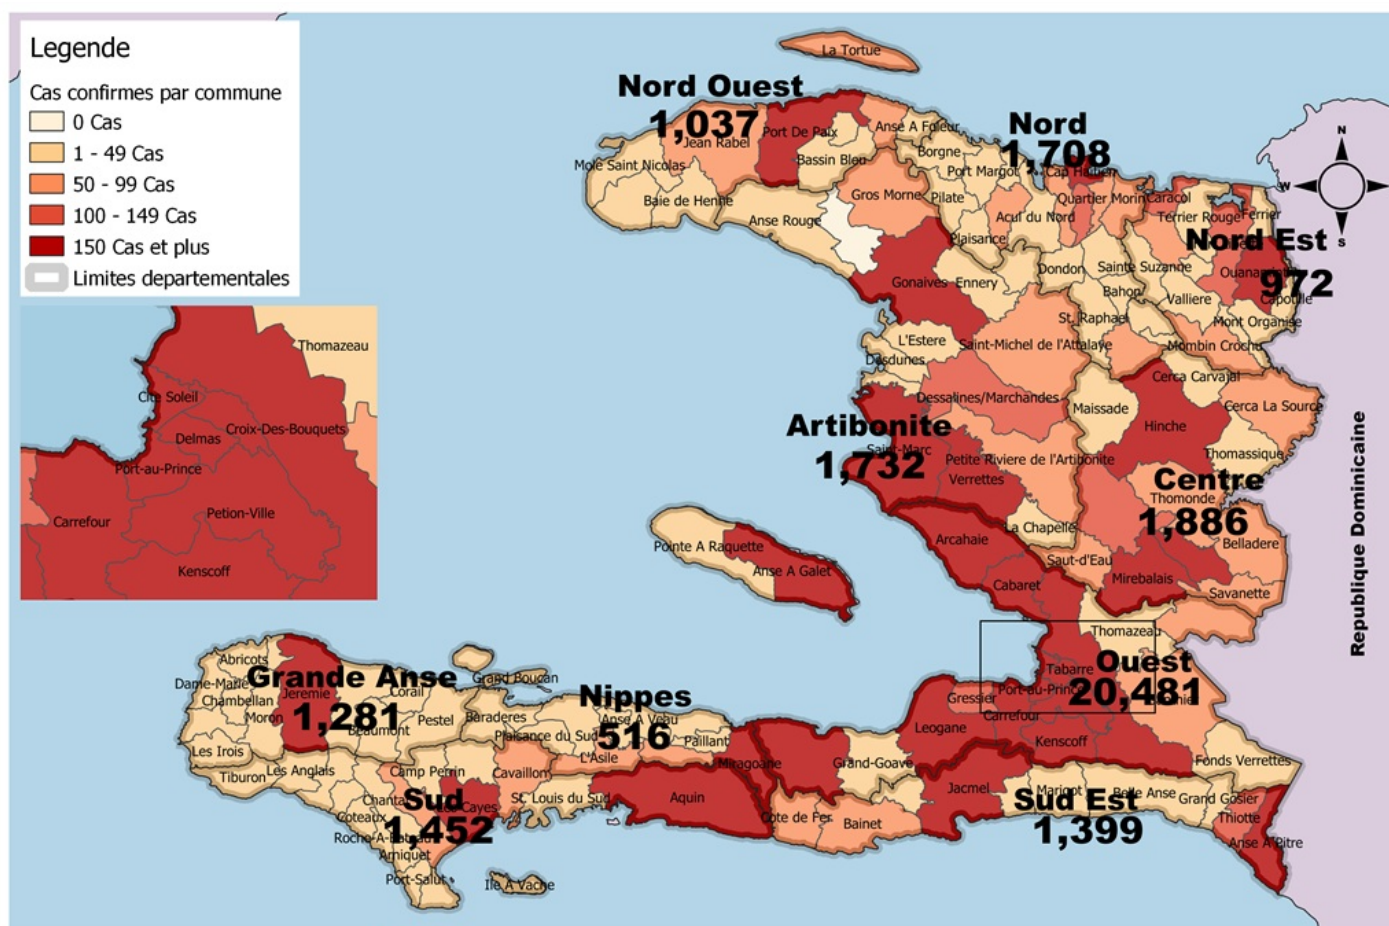 Legende
Cas confirmes par commune
0 Cas
1 - 49 Cas
50 - 99 Cas
100 - 149 Cas
150 Cas et plus
Limites departementales
Thomazeau
Cite Soleil
Delmas
Croix-Des-Bouquets
Port-au-Prince
Petion-Ville
Carrefour
Kenscoff
La Tortue
Nord Ouest
1,037
Port De Paix
Jean Rabel
Anse A Foleur
Mole Saint Nicolas
Bassin Bleu
Baie de Henne
Anse Rouge
Nord
1,708
Borgne
Port Margot
Cap Haitien
Gros Morne
Pilate
Quartier Morin
Caracol
Acul du Nord
Terrier Rouge
Ferrier
Plaisance
Nord Est
972
N
W
S
Gonaives
Ennery
Dondon
Sainte Suzanne
Bahon
Valliere
Capotille
St. Raphael
Mont Organise
L'Estere
Saint-Michel de l'Attalaye
Mombin Crochu
Desdunes
Cerca Carvajal
Dessalines/Marchandes
Maissade
Cerca La Source
Hinche
Artibonite
1,732
Saint-Marc
Petite Riviere de l'Artibonite
Verrettes
Thomassique
Centre
1,886
Thomonde
La Chapelle
Belladere
Arcahaie
Saut-d'Eau
Mirebalais
Cabaret
Savanette
Pointe A Raquette
Anse A Galet
Republique Dominicaine
Thomazeau
Ouest
20,481
Tabarre
Gressier
Port-au-Prince
Carrefour
Leogane
Kenscoff
Fonds Verrettes
Grand-Goave
Abricots
Grande Anse
1,281
Dame-Marie
Chambellan
Jeremie
Corail
Grand Boucan
Moron
Pestel
Beaumont
Baraderes
Les Irois
Nippes
516
Anse A Veau
Plaisance du Sud
Paillant
L'Asile
Miragoane
Tiburon
Les Anglais
Camp Perrin
Cavaillon
St. Louis du Sud
Aquin
Sud
1,452
Coteaux
Arniquet
Port-Salut
Ile A Vache
Cote de Fer
Bainet
Jacmel
Sud Est
1,399
Marigot
Belle Anse
Grand Gosier
Thiotte
Anse A Pitre